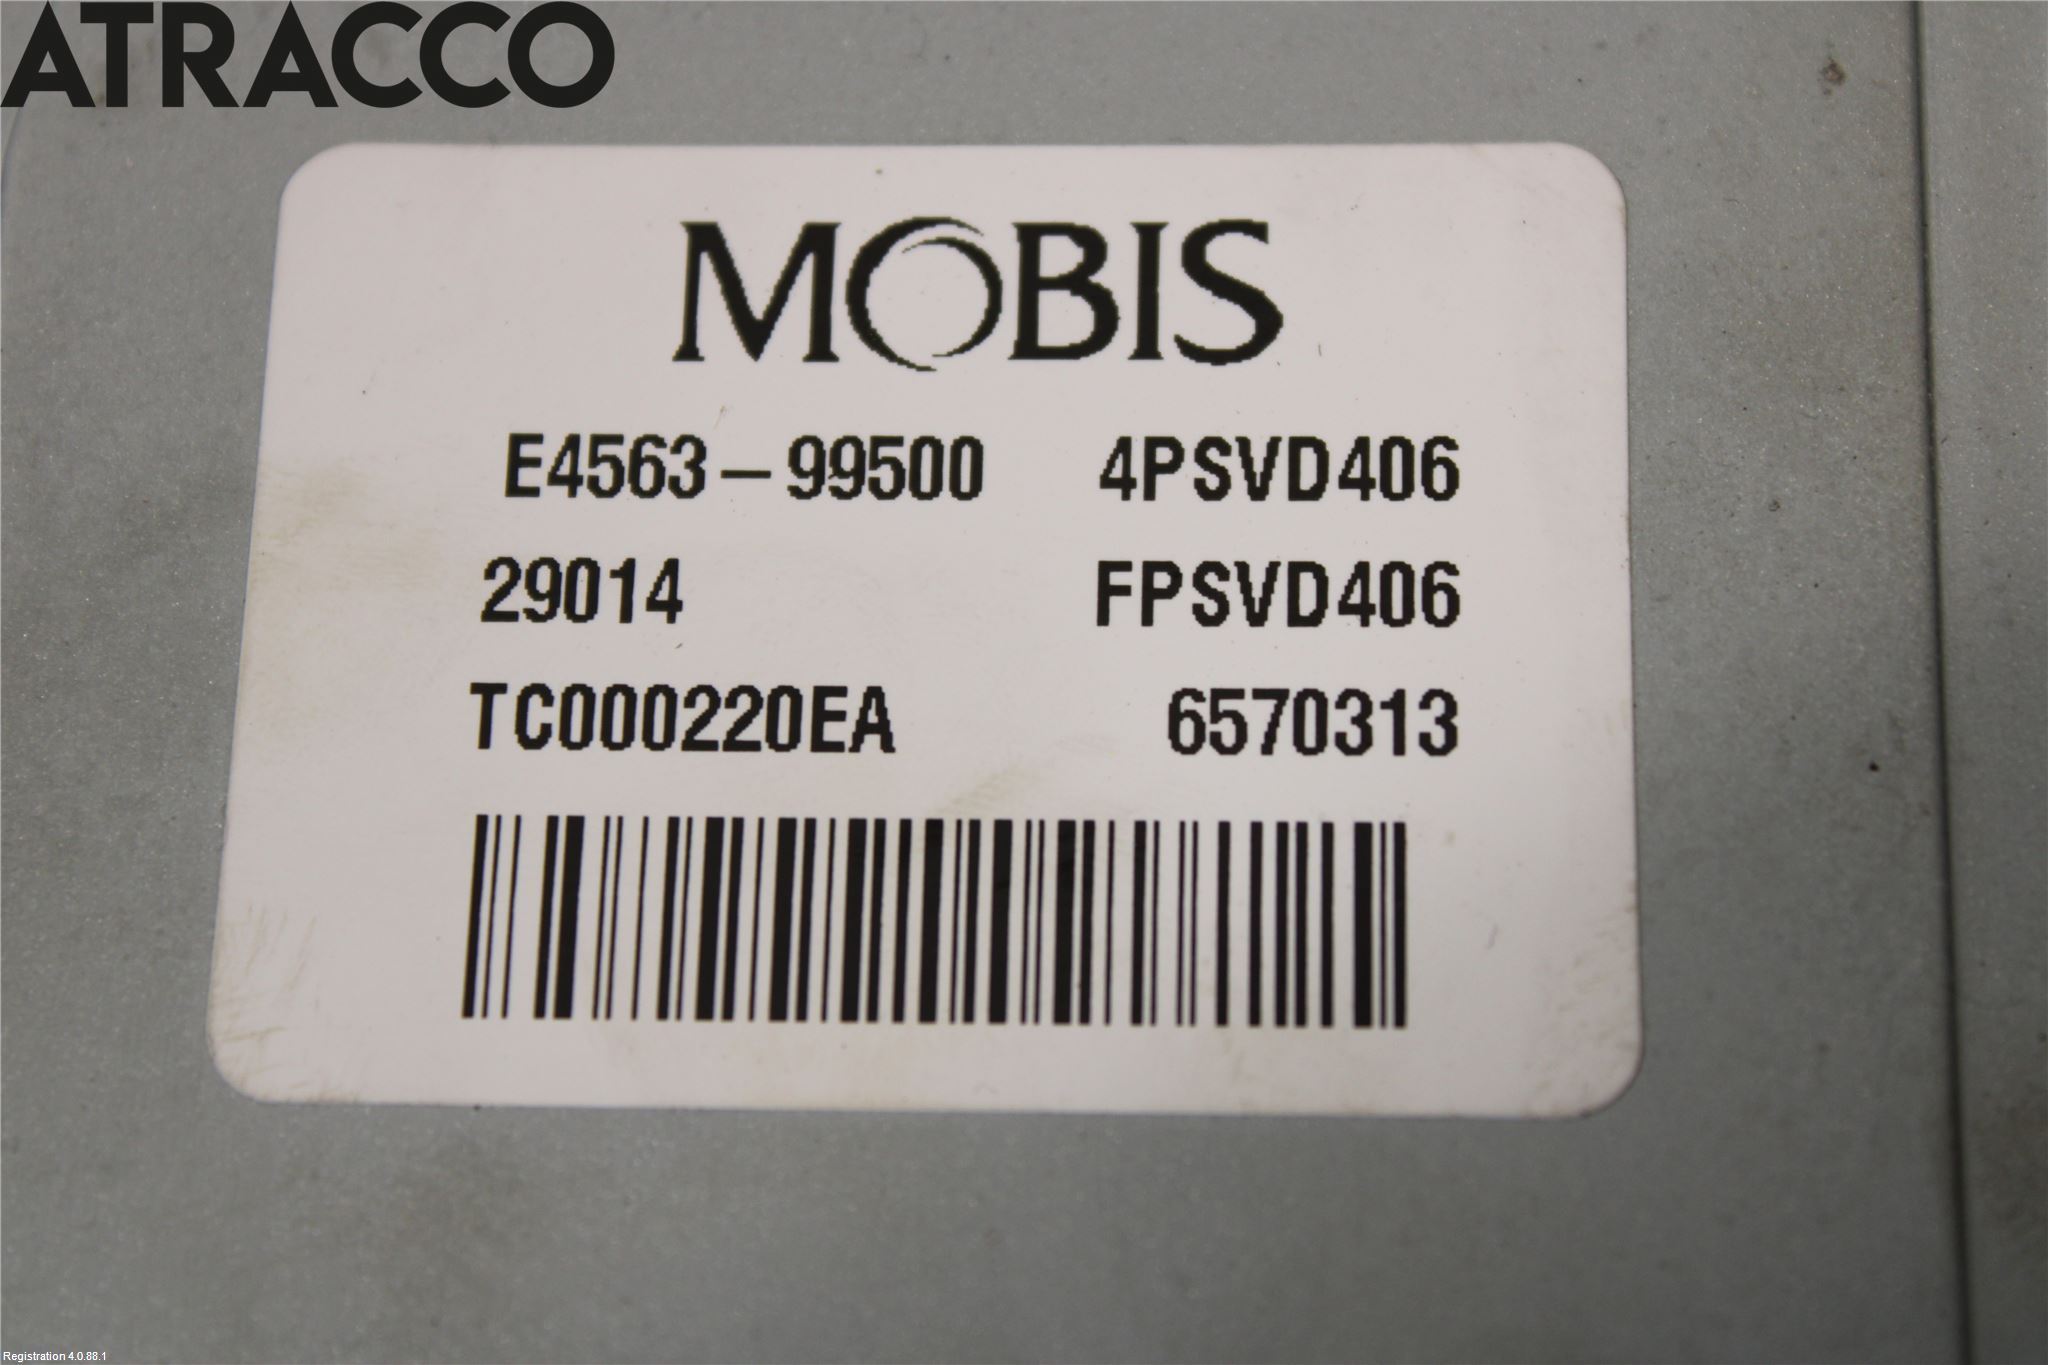 ATRACCO
MOBIS
E4563-99500 4PSVD406
29014 FPSVD406
TC000220EA 6570313
Registration 4.0.88.1